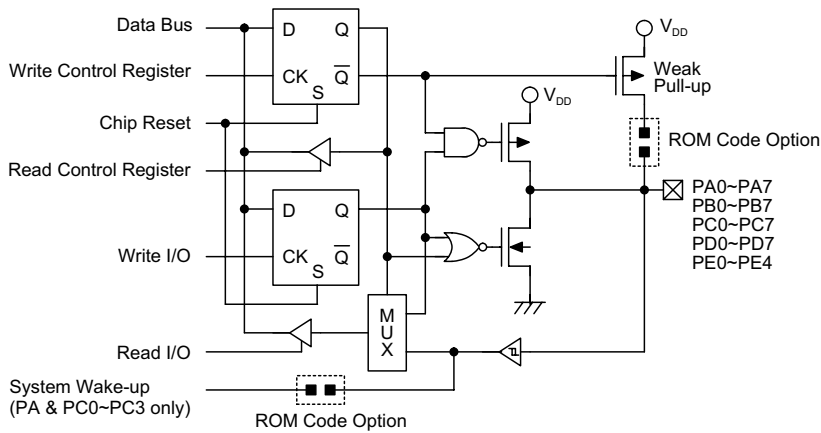 Data Bus
Write Control Register
Chip Reset
Read Control Register
Write I/O
Read I/O
System Wake-up
(PA & PC0~PC3 only)
D Q
CK Q
S
D Q
CK Q
S
M
U
X
V DD
V DD
Weak
Pull-up
ROM Code Option
PA0~PA7
PB0~PB7
PC0~PC7
PD0~PD7
PE0~PE4
ROM Code Option